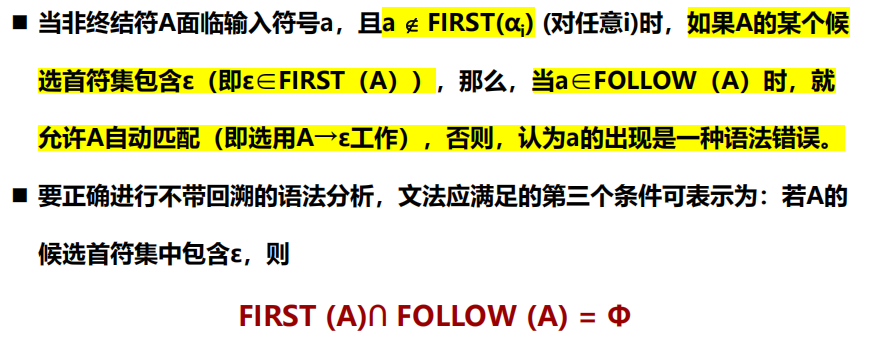 ■ 当非终结符A面临输入符号a，且a ∉ FIRST(αᵢ) (对任意i)时，如果A的某个候
选首符集包含ε（即ε∈FIRST（A）），那么，当a∈FOLLOW（A）时，就
允许A自动匹配（即选用A→ε工作），否则，认为a的出现是一种语法错误。
■ 要正确进行不带回溯的语法分析，文法应满足的第三个条件可表示为：若A的
候选首符集中包含ε，则
FIRST (A)∩ FOLLOW (A) = Φ